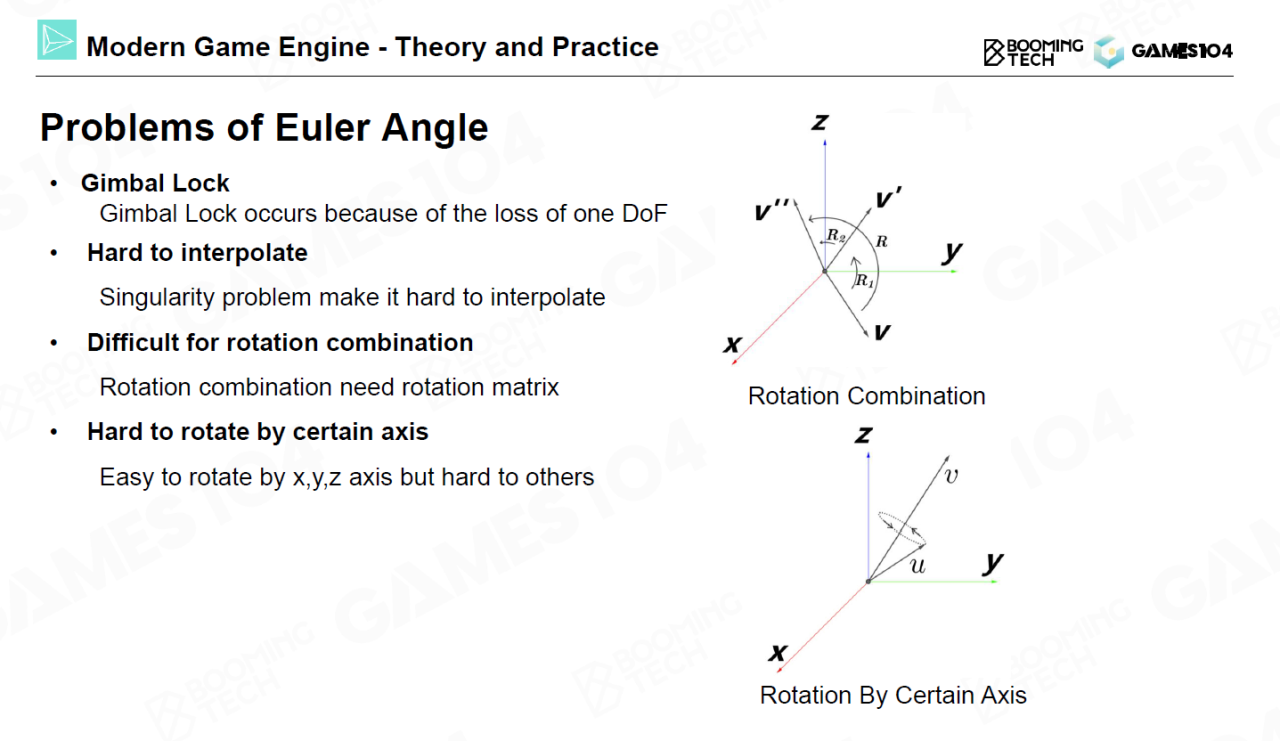 Modern Game Engine - Theory and Practice
BOOMING
TECH
GAMES104
Problems of Euler Angle
• Gimbal Lock
Gimbal Lock occurs because of the loss of one DoF
• Hard to interpolate
Singularity problem make it hard to interpolate
• Difficult for rotation combination
Rotation combination need rotation matrix
• Hard to rotate by certain axis
Easy to rotate by x,y,z axis but hard to others
z
v''
v'
R₂
R
y
R₁
v
x
Rotation Combination
z
v
u
y
x
Rotation By Certain Axis